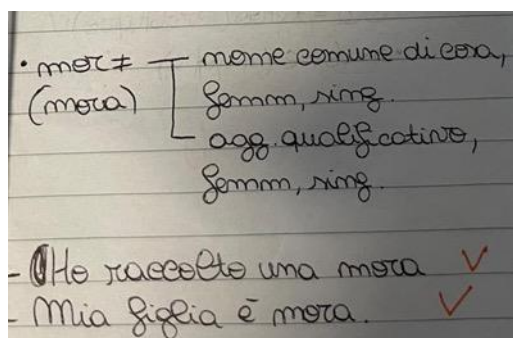 • mor≠ nome comune di cosa,
(mora) femm, sing.
agg. qualificativo,
femm, sing.
- Ho raccolto una mora ✓
- Mia figlia è mora. ✓